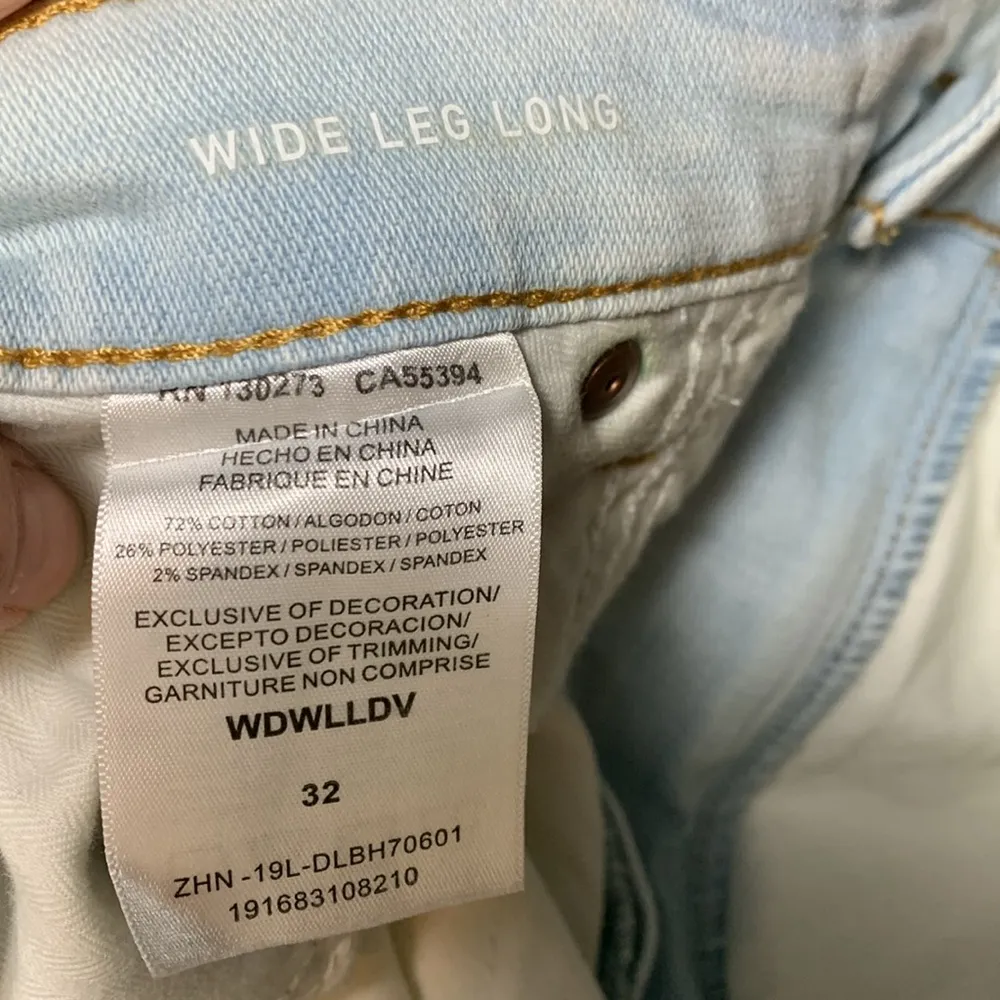 WIDE LEG LONG
RN 130273 CA55394
MADE IN CHINA
HECHO EN CHINA
FABRIQUE EN CHINE
72% COTTON / ALGODON / COTON
26% POLYESTER / POLIESTER / POLYESTER
2% SPANDEX / SPANDEX / SPANDEX
EXCLUSIVE OF DECORATION/
EXCEPTO DECORACION/
EXCLUSIVE OF TRIMMING/
GARNITURE NON COMPRISE
WDWLLDV
32
ZHN -19L-DLBH70601
191683108210